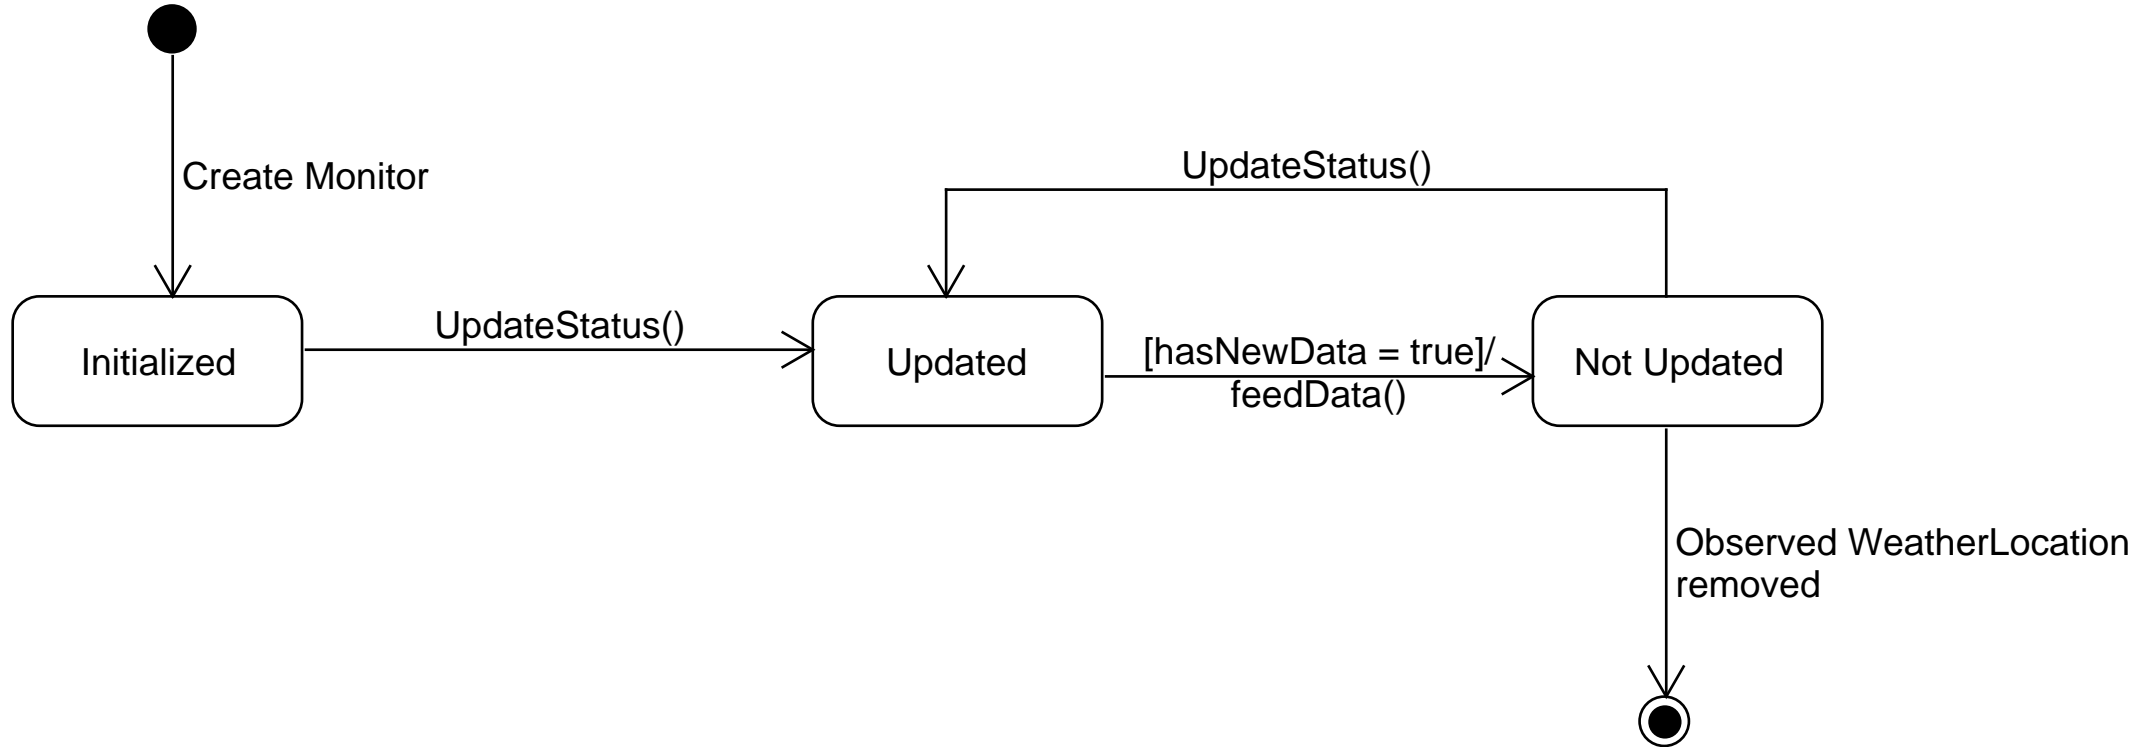 Create Monitor
UpdateStatus()
Initialized
UpdateStatus()
Updated
[hasNewData = true]/
feedData()
Not Updated
Observed WeatherLocation
removed